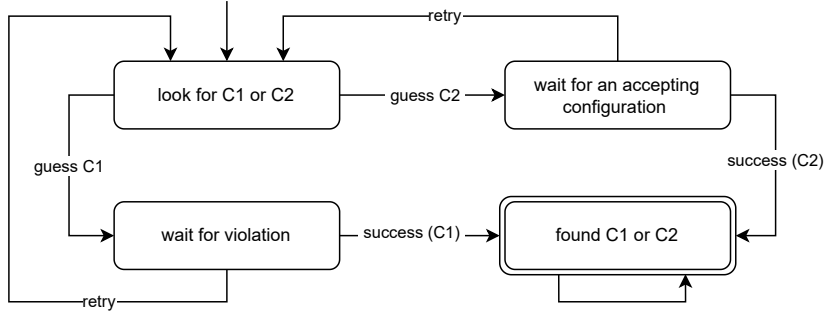 retry
look for C1 or C2
guess C2
wait for an accepting
configuration
guess C1
success (C2)
wait for violation
success (C1)
found C1 or C2
retry